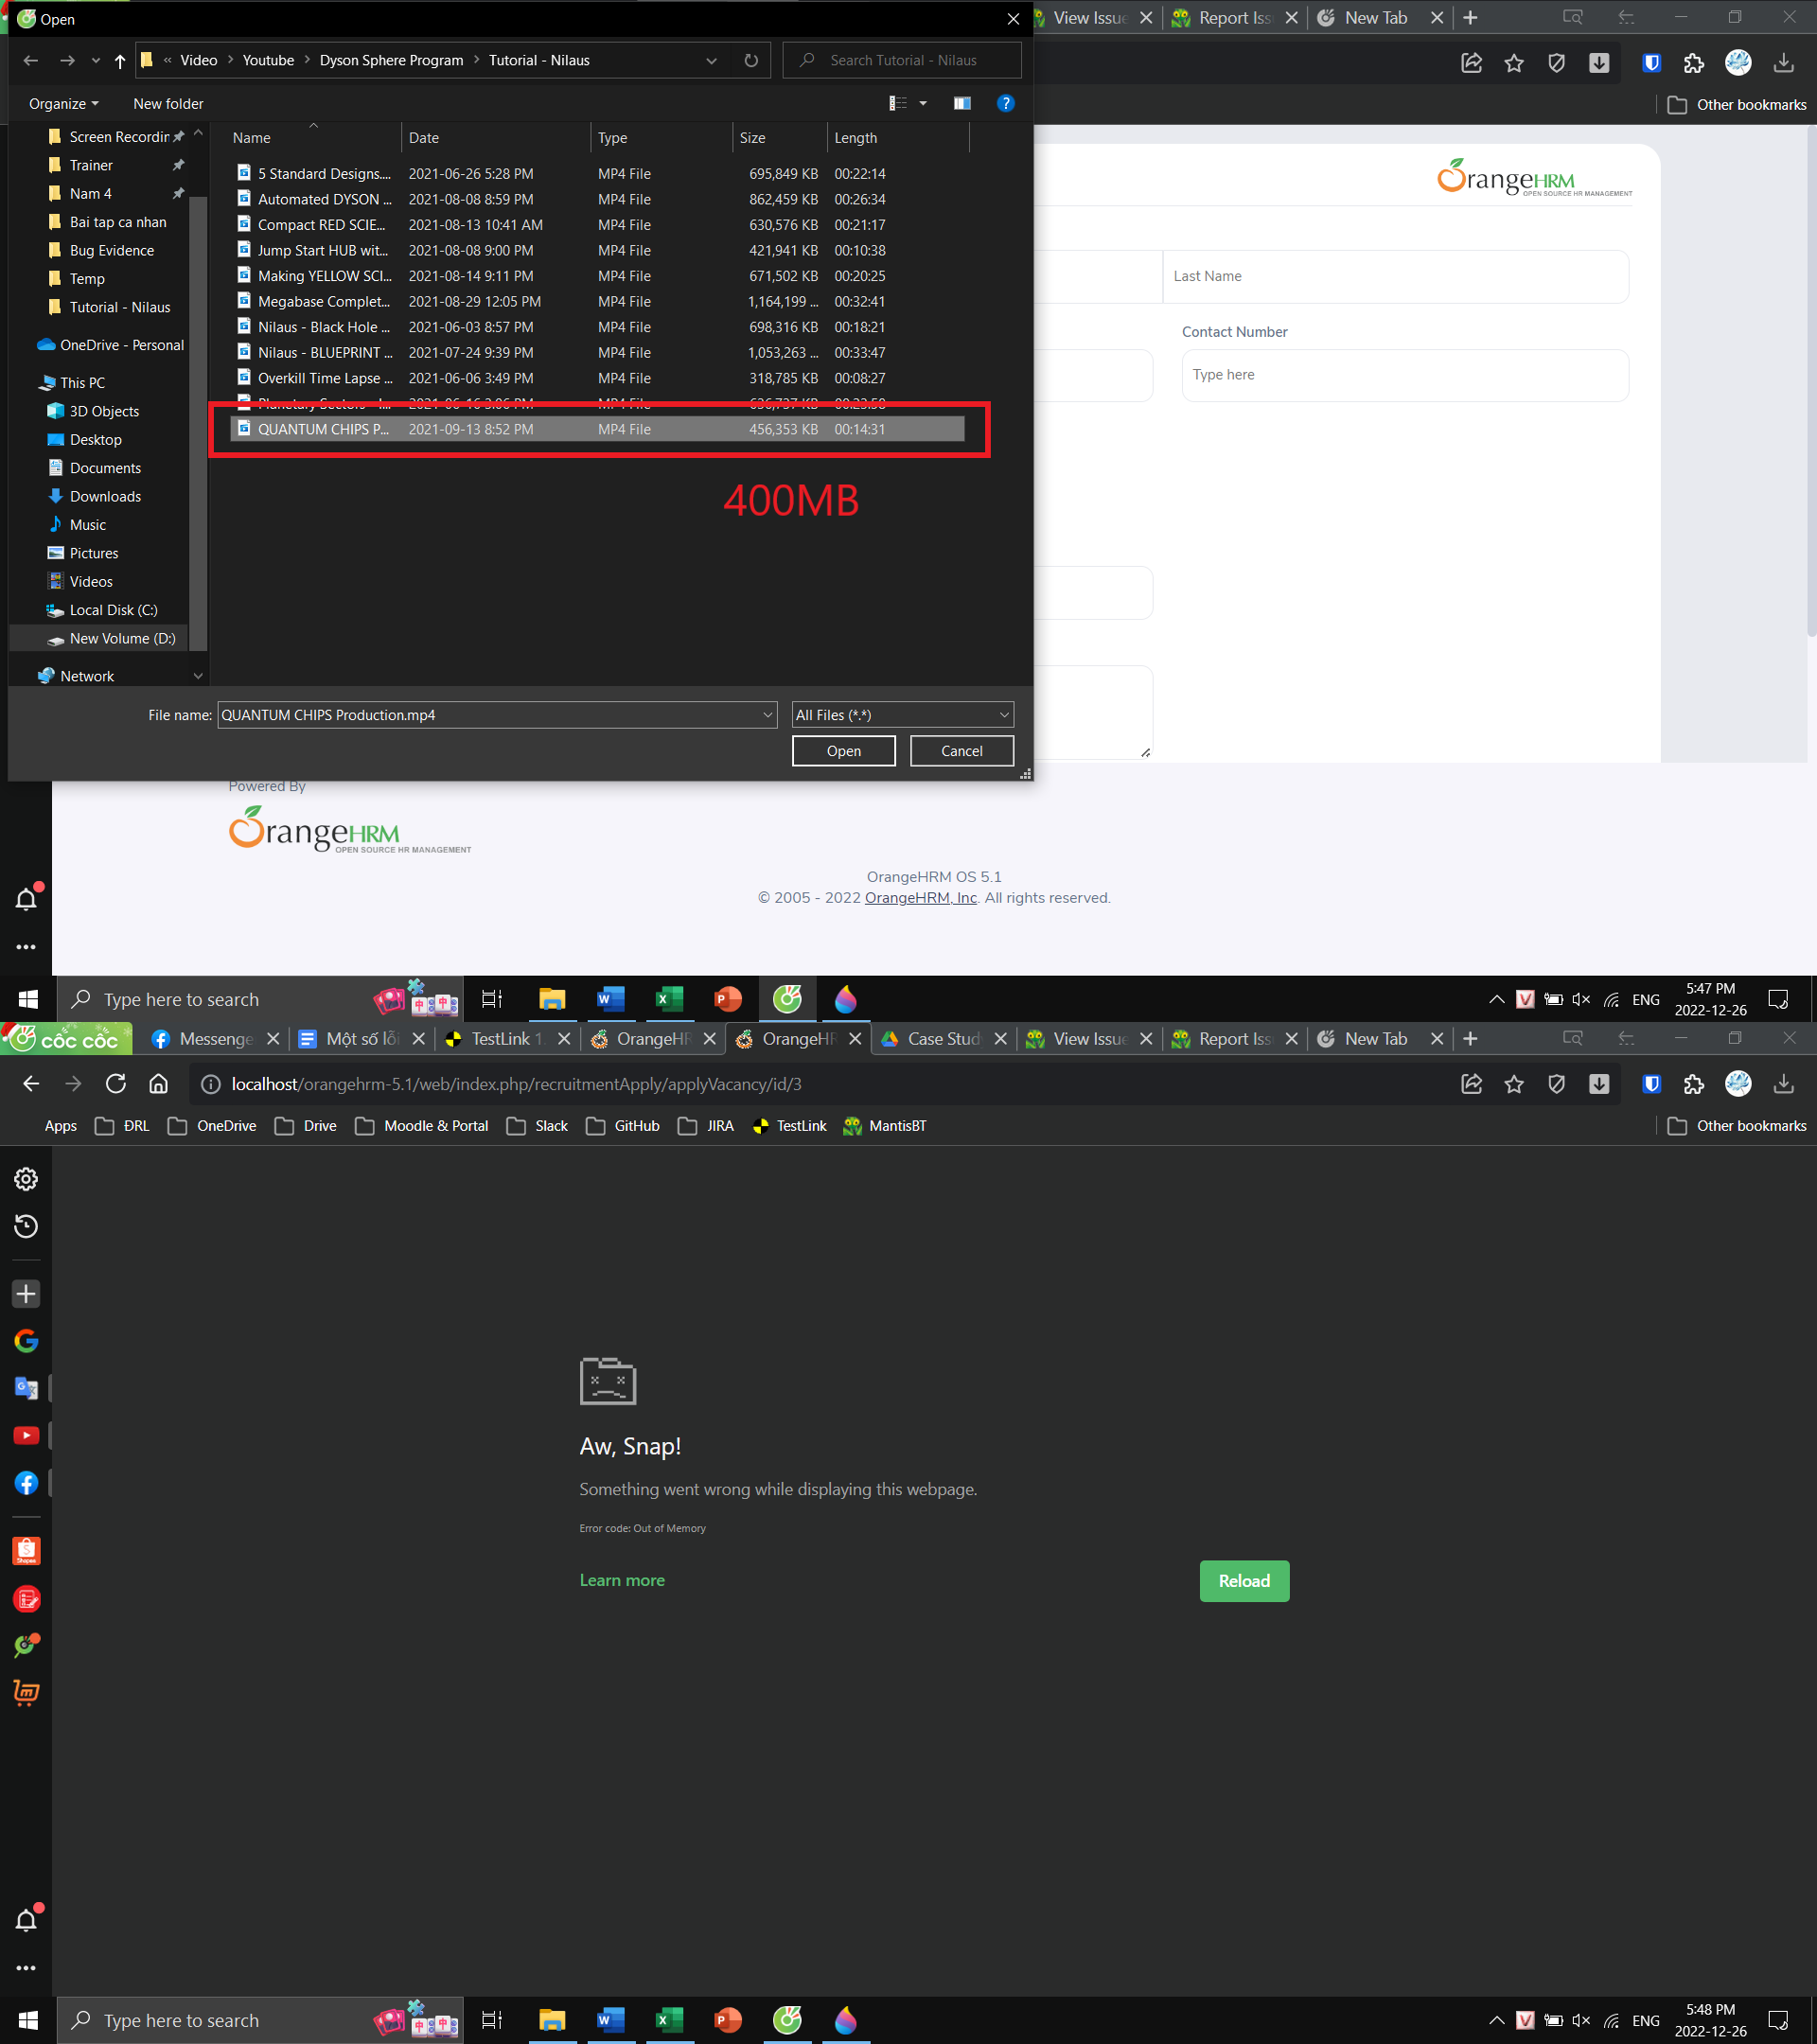 Open
View Issue
Report Iss
New Tab
« Video > Youtube > Dyson Sphere Program > Tutorial - Nilaus
Search Tutorial - Nilaus
Organize
New folder
Other bookmarks
Name Date Type Size Length
Screen Recordin
Trainer
Nam 4
Bai tap ca nhan
Bug Evidence
Temp
Tutorial - Nilaus
OneDrive - Personal
This PC
3D Objects
Desktop
Documents
Downloads
Music
Pictures
Videos
Local Disk (C:)
New Volume (D:)
Network
5 Standard Designs.... 2021-06-26 5:28 PM MP4 File 695,849 KB 00:22:14
Automated DYSON ... 2021-08-08 8:59 PM MP4 File 862,459 KB 00:26:34
Compact RED SCIE... 2021-08-13 10:41 AM MP4 File 630,576 KB 00:21:17
Jump Start HUB wit... 2021-08-08 9:00 PM MP4 File 421,941 KB 00:10:38
Making YELLOW SCI... 2021-08-14 9:11 PM MP4 File 671,502 KB 00:20:25
Megabase Complet... 2021-08-29 12:05 PM MP4 File 1,164,199 ... 00:32:41
Nilaus - Black Hole ... 2021-06-03 8:57 PM MP4 File 698,316 KB 00:18:21
Nilaus - BLUEPRINT ... 2021-07-24 9:39 PM MP4 File 1,053,263 ... 00:33:47
Overkill Time Lapse ... 2021-06-06 3:49 PM MP4 File 318,785 KB 00:08:27
Planetary Sectors - 2021-06-16 3:06 PM MP4 File
QUANTUM CHIPS P... 2021-09-13 8:52 PM MP4 File 456,353 KB 00:14:31
400MB
File name: QUANTUM CHIPS Production.mp4
All Files (*.*)
Open
Cancel
OrangeHRM
OPEN SOURCE HR MANAGEMENT
Last Name
Contact Number
Type here
Powered By
OrangeHRM
OPEN SOURCE HR MANAGEMENT
OrangeHRM OS 5.1
© 2005 - 2022 OrangeHRM, Inc. All rights reserved.
Type here to search
ENG
5:47 PM
2022-12-26
CỐC CỐC
Messenge
Một số lỗi
TestLink 1.
OrangeHR
OrangeHR
Case Stud
View Issue
Report Iss
New Tab
localhost/orangehrm-5.1/web/index.php/recruitmentApply/applyVacancy/id/3
Apps
ĐRL
OneDrive
Drive
Moodle & Portal
Slack
GitHub
JIRA
TestLink
MantisBT
Other bookmarks
Aw, Snap!
Something went wrong while displaying this webpage.
Error code: Out of Memory
Learn more
Reload
Type here to search
ENG
5:48 PM
2022-12-26